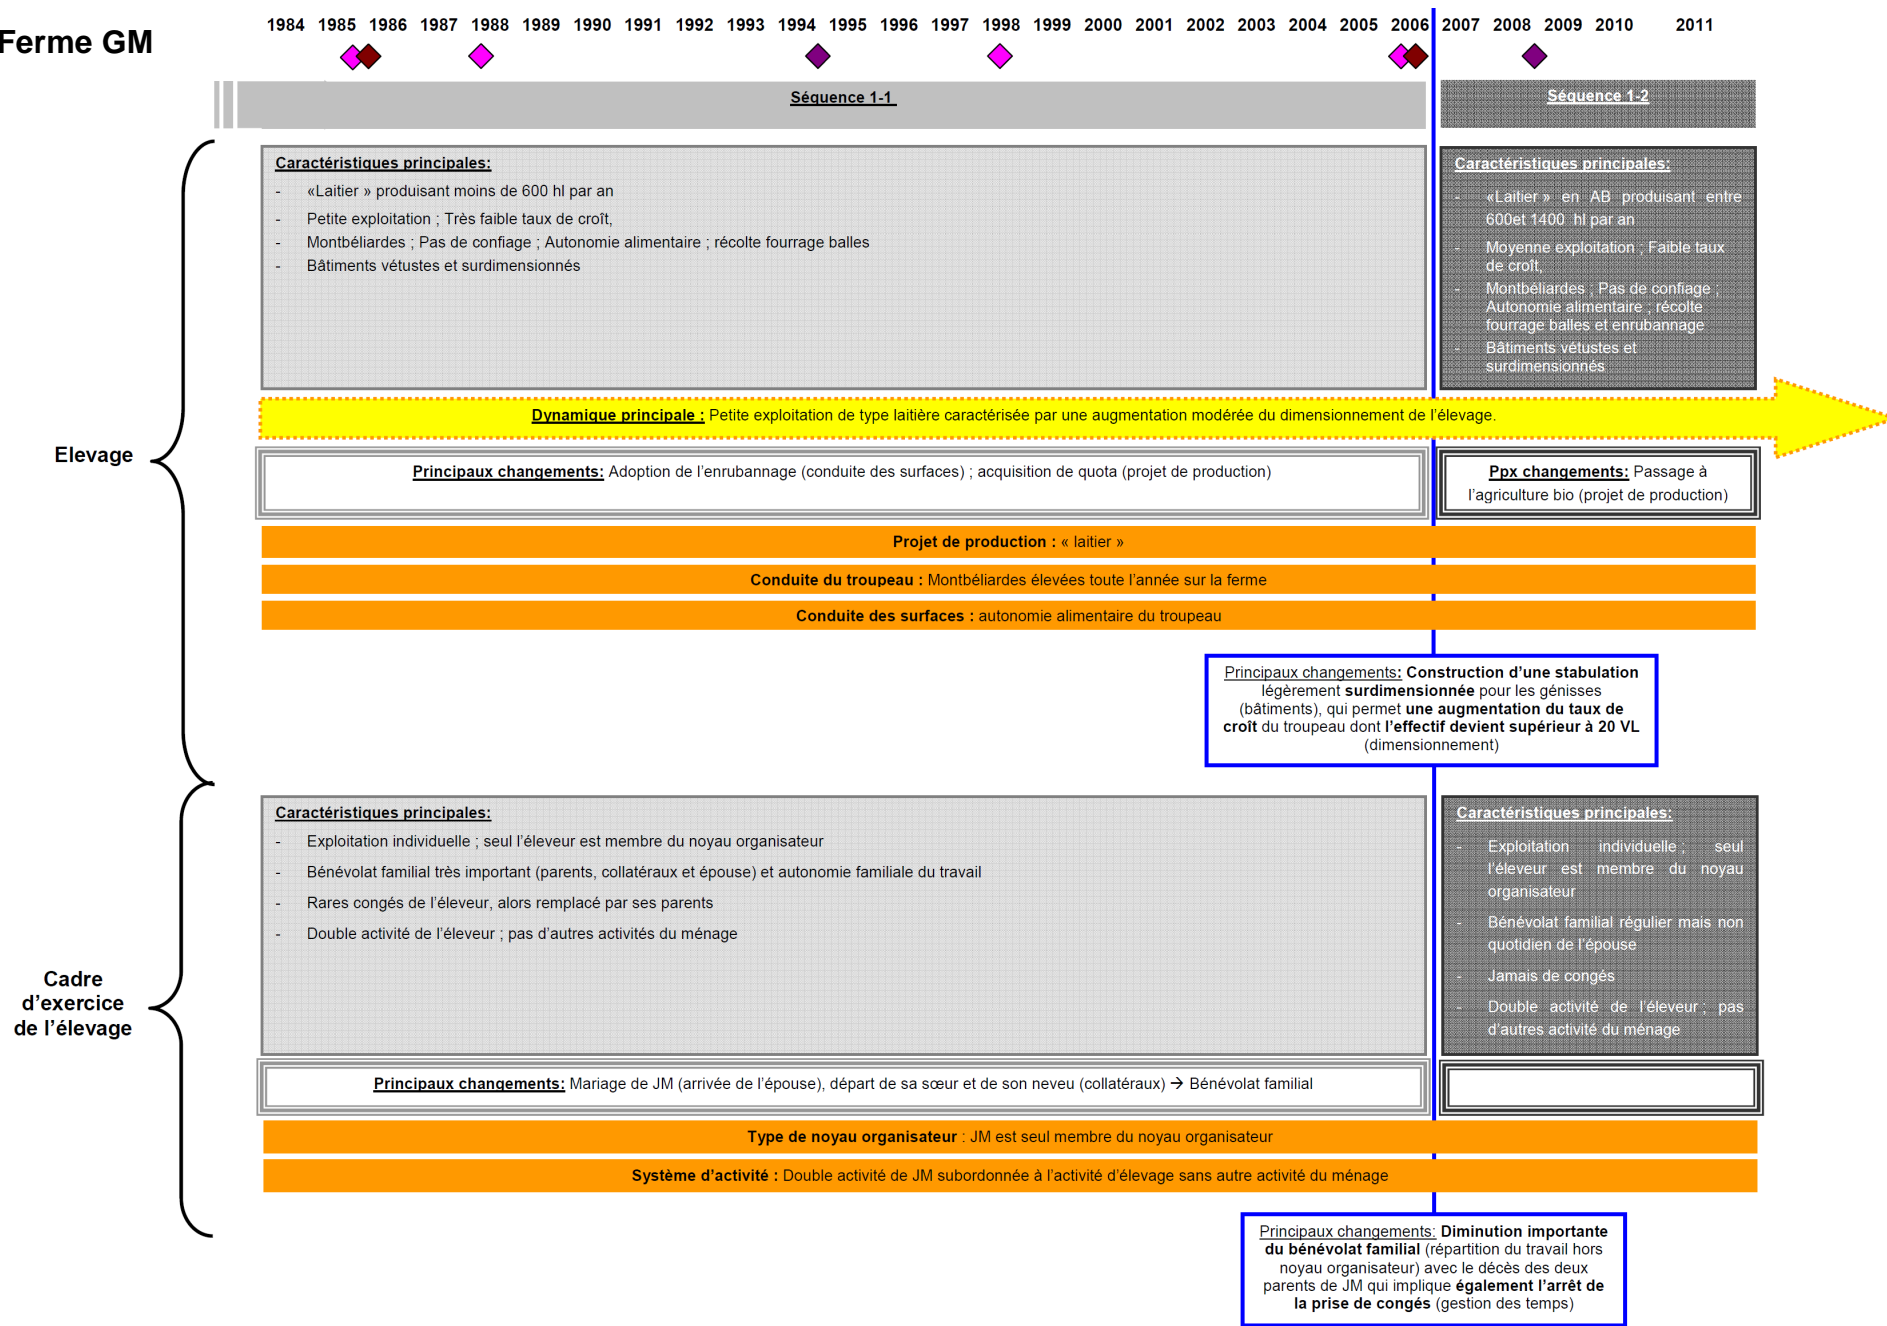 Ferme GM
1984 1985 1986 1987 1988 1989 1990 1991 1992 1993 1994 1995 1996 1997 1998 1999 2000 2001 2002 2003 2004 2005 2006 2007 2008 2009 2010 2011
Séquence 1-1
Séquence 1-2
Elevage
Caractéristiques principales:
- «Laitier » produisant moins de 600 hl par an
- Petite exploitation ; Très faible taux de croît,
- Montbéliardes ; Pas de confiage ; Autonomie alimentaire ; récolte fourrage balles
- Bâtiments vétustes et surdimensionnés
Caractéristiques principales:
- «Laitier » en AB produisant entre
600et 1400 hl par an
- Moyenne exploitation ; Faible taux
de croît,
- Montbéliardes ; Pas de confiage ;
Autonomie alimentaire ; récolte
fourrage balles et enrubannage
- Bâtiments vétustes et
surdimensionnés
Dynamique principale : Petite exploitation de type laitière caractérisée par une augmentation modérée du dimensionnement de l'élevage.
Principaux changements: Adoption de l'enrubannage (conduite des surfaces) ; acquisition de quota (projet de production)
Ppx changements: Passage à
l'agriculture bio (projet de production)
Projet de production : « laitier »
Conduite du troupeau : Montbéliardes élevées toute l'année sur la ferme
Conduite des surfaces : autonomie alimentaire du troupeau
Principaux changements: Construction d'une stabulation
légèrement surdimensionnée pour les génisses
(bâtiments), qui permet une augmentation du taux de
croît du troupeau dont l'effectif devient supérieur à 20 VL
(dimensionnement)
Cadre
d'exercice
de l'élevage
Caractéristiques principales:
- Exploitation individuelle ; seul l'éleveur est membre du noyau organisateur
- Bénévolat familial très important (parents, collatéraux et épouse) et autonomie familiale du travail
- Rares congés de l'éleveur, alors remplacé par ses parents
- Double activité de l'éleveur ; pas d'autres activités du ménage
Caractéristiques principales:
- Exploitation individuelle ; seul
l'éleveur est membre du noyau
organisateur
- Bénévolat familial régulier mais non
quotidien de l'épouse
- Jamais de congés
- Double activité de l'éleveur ; pas
d'autres activité du ménage
Principaux changements: Mariage de JM (arrivée de l'épouse), départ de sa sœur et de son neveu (collatéraux) → Bénévolat familial
Type de noyau organisateur : JM est seul membre du noyau organisateur
Système d'activité : Double activité de JM subordonnée à l'activité d'élevage sans autre activité du ménage
Principaux changements: Diminution importante
du bénévolat familial (répartition du travail hors
noyau organisateur) avec le décès des deux
parents de JM qui implique également l'arrêt de
la prise de congés (gestion des temps)